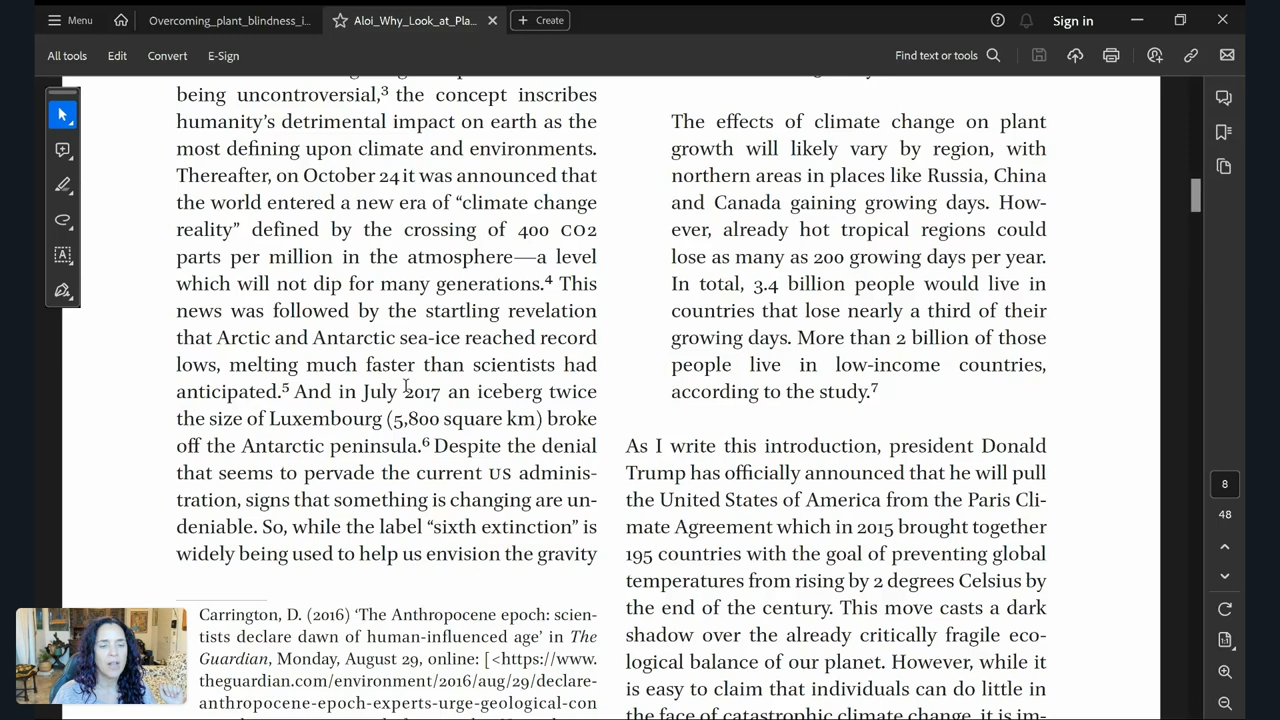 Menu
Overcoming_plant_blindness_i...
Aloi_Why_Look_at_Pla...
Create
Sign in
All tools
Edit
Convert
E-Sign
Find text or tools
being uncontroversial,³ the concept inscribes
humanity's detrimental impact on earth as the
most defining upon climate and environments.
Thereafter, on October 24 it was announced that
the world entered a new era of “climate change
reality” defined by the crossing of 400 CO2
parts per million in the atmosphere—a level
which will not dip for many generations.⁴ This
news was followed by the startling revelation
that Arctic and Antarctic sea-ice reached record
lows, melting much faster than scientists had
anticipated.⁵ And in July 2017 an iceberg twice
the size of Luxembourg (5,800 square km) broke
off the Antarctic peninsula.⁶ Despite the denial
that seems to pervade the current US adminis-
tration, signs that something is changing are un-
deniable. So, while the label “sixth extinction” is
widely being used to help us envision the gravity
Carrington, D. (2016) ‘The Anthropocene epoch: scien-
tists declare dawn of human-influenced age’ in The
Guardian, Monday, August 29, online: [<https://www.
theguardian.com/environment/2016/aug/29/declare-
anthropocene-epoch-experts-urge-geological-con
The effects of climate change on plant
growth will likely vary by region, with
northern areas in places like Russia, China
and Canada gaining growing days. How-
ever, already hot tropical regions could
lose as many as 200 growing days per year.
In total, 3.4 billion people would live in
countries that lose nearly a third of their
growing days. More than 2 billion of those
people live in low-income countries,
according to the study.⁷
As I write this introduction, president Donald
Trump has officially announced that he will pull
the United States of America from the Paris Cli-
mate Agreement which in 2015 brought together
195 countries with the goal of preventing global
temperatures from rising by 2 degrees Celsius by
the end of the century. This move casts a dark
shadow over the already critically fragile eco-
logical balance of our planet. However, while it
is easy to claim that individuals can do little in
the face of catastrophic climate change, it is im-
8
48